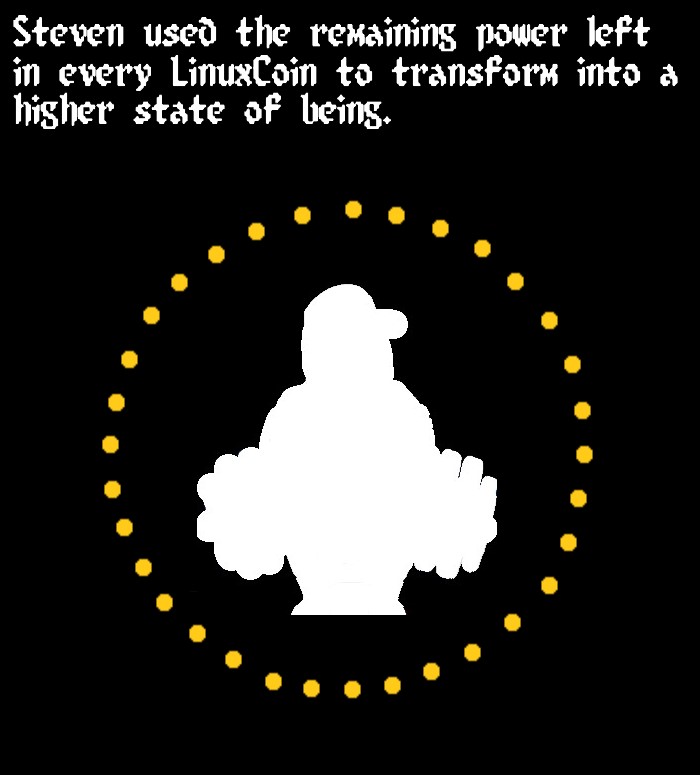 Steven used the remaining power left
in every LinuxCoin to transform into a
higher state of being.